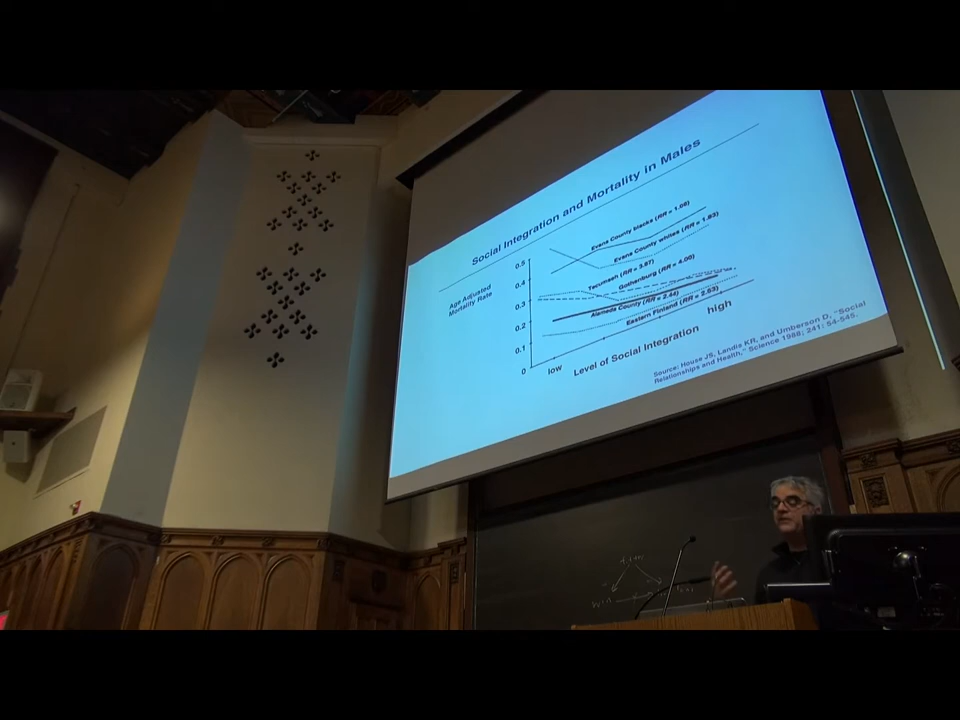 Social Integration and Mortality in Males
Age Adjusted
Mortality Rate
0.5
0.4
0.3
0.2
0.1
0
Evans County blacks (RR = 1.08)
Evans County whites (RR = 1.83)
Tecumseh (RR = 3.87)
Gothenburg (RR = 4.00)
Alameda County (RR = 2.44)
Eastern Finland (RR = 2.63)
low
high
Level of Social Integration
Source: House JS, Landis KR, and Umberson D, "Social
Relationships and Health," Science 1988; 241: 54-545.